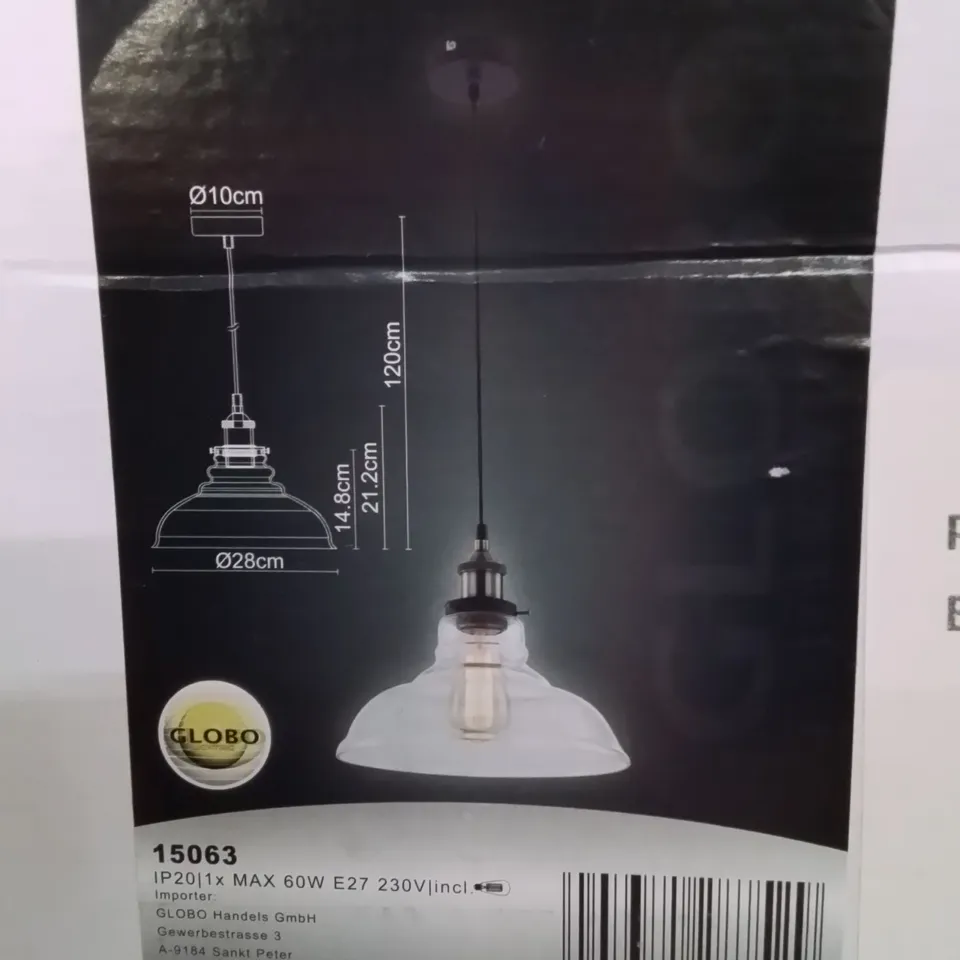 Ø10cm
120cm
21.2cm
14.8cm
Ø28cm
GLOBO
LIGHTING
15063
IP20|1x MAX 60W E27 230V|incl.
Importer:
GLOBO Handels GmbH
Gewerbestrasse 3
A-9184 Sankt Peter